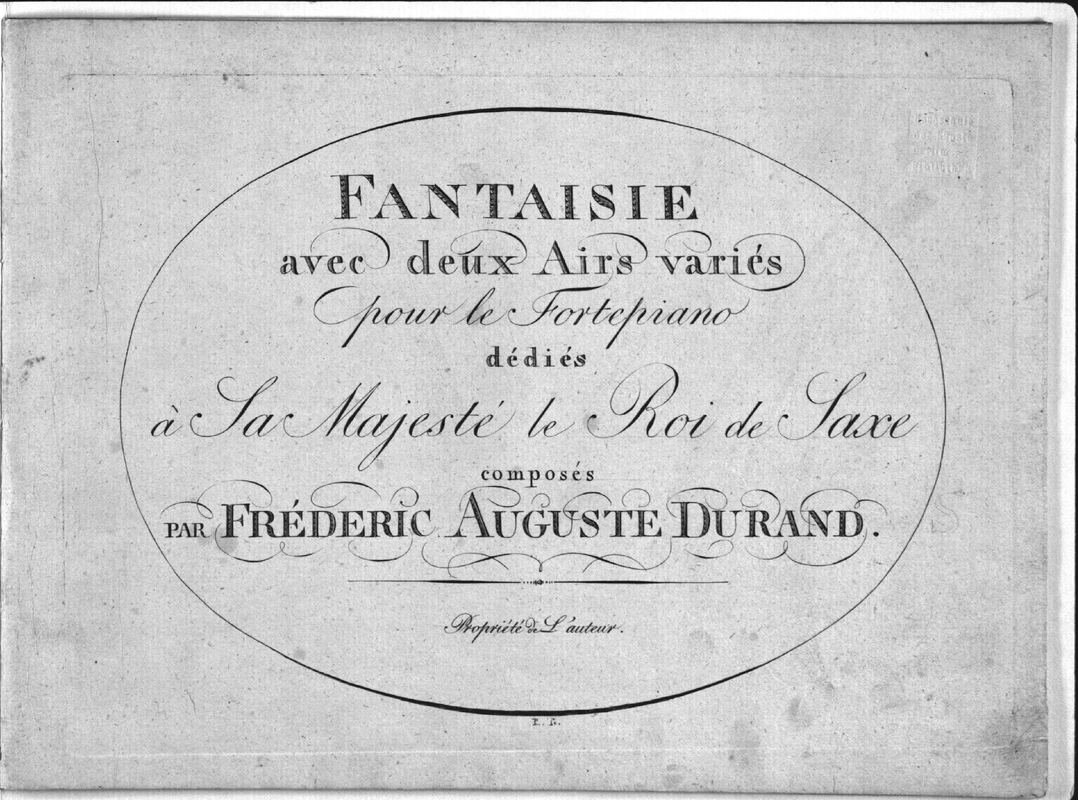 FANTAISIE
avec deux Airs variés
pour le Fortepiano
dédiés
à Sa Majesté le Roi de Saxe
composés
PAR FRÉDERIC AUGUSTE DURAND.
Propriété de L'auteur.